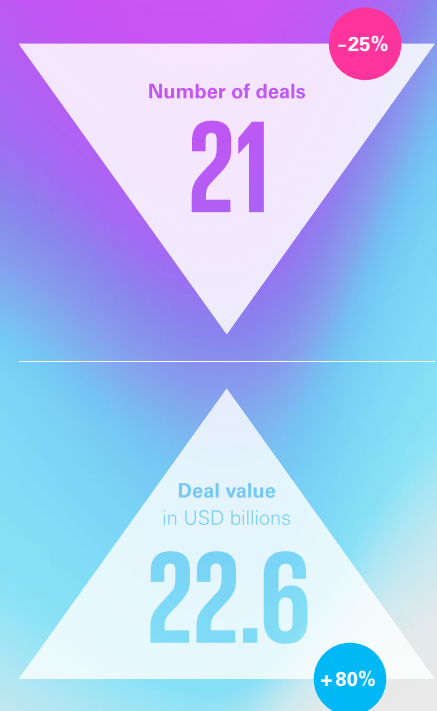 -25%
Number of deals
21
Deal value
in USD billions
22.6
+80%